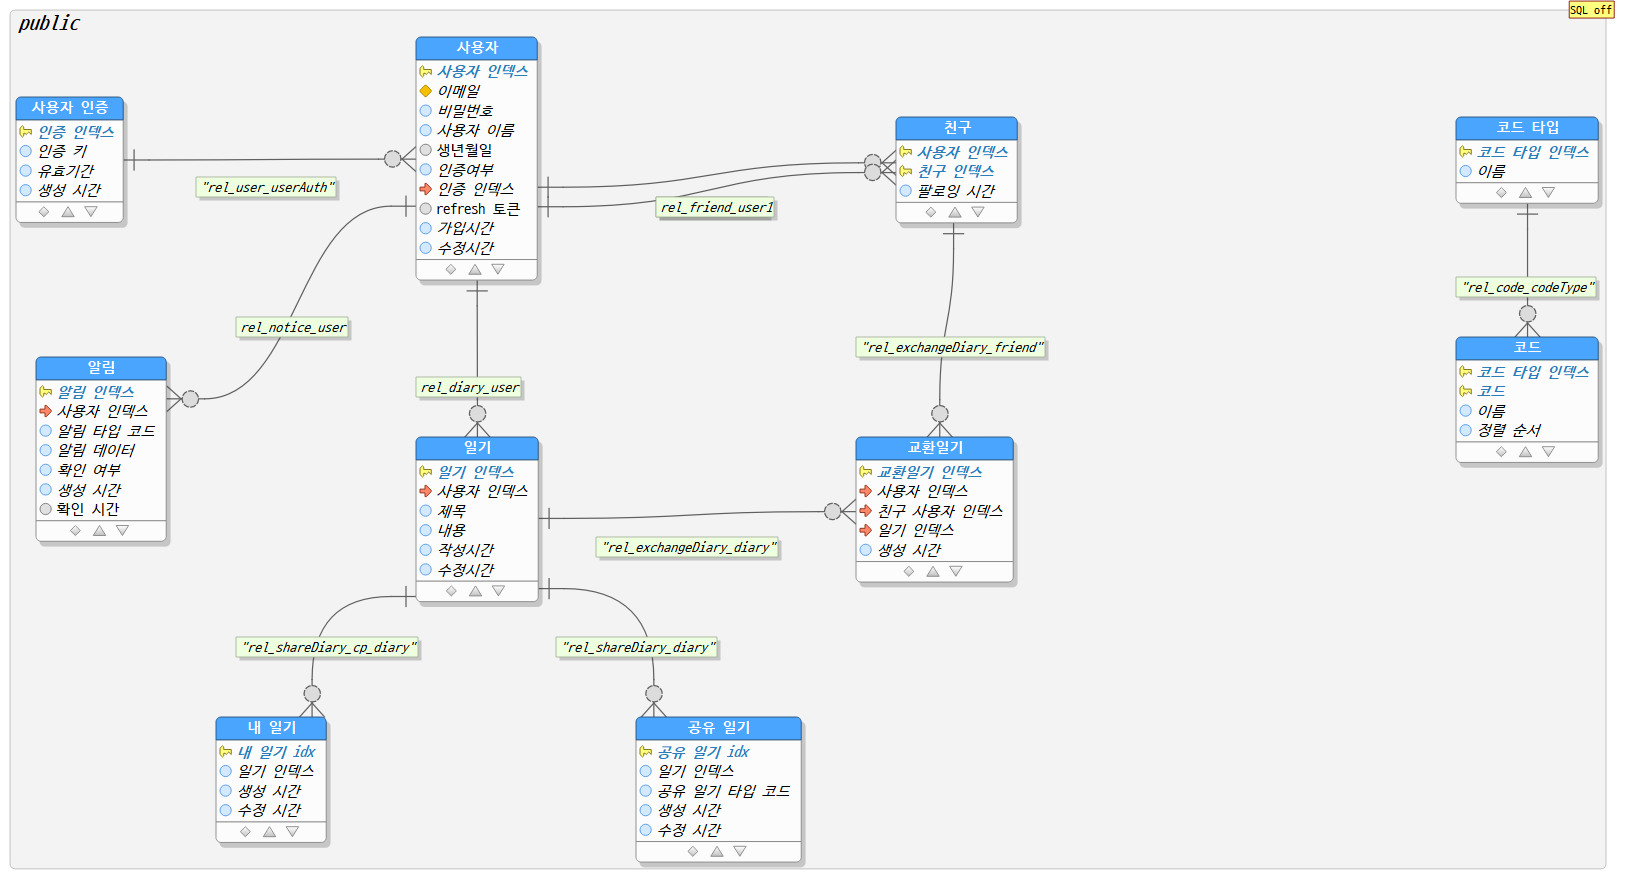 public
SQL off
사용자
사용자 인덱스
이메일
비밀번호
사용자 이름
생년월일
인증여부
인증 인덱스
refresh 토큰
가입시간
수정시간
사용자 인증
인증 인덱스
인증 키
유효기간
생성 시간
"rel_user_userAuth"
친구
사용자 인덱스
친구 인덱스
팔로잉 시간
rel_friend_user1
코드 타입
코드 타입 인덱스
이름
"rel_code_codeType"
코드
코드 타입 인덱스
코드
이름
정렬 순서
rel_notice_user
알림
알림 인덱스
사용자 인덱스
알림 타입 코드
알림 데이터
확인 여부
생성 시간
확인 시간
rel_diary_user
"rel_exchangeDiary_friend"
일기
일기 인덱스
사용자 인덱스
제목
내용
작성시간
수정시간
교환일기
교환일기 인덱스
사용자 인덱스
친구 사용자 인덱스
일기 인덱스
생성 시간
"rel_exchangeDiary_diary"
"rel_shareDiary_cp_diary"
"rel_shareDiary_diary"
내 일기
내 일기 idx
일기 인덱스
생성 시간
수정 시간
공유 일기
공유 일기 idx
일기 인덱스
공유 일기 타입 코드
생성 시간
수정 시간